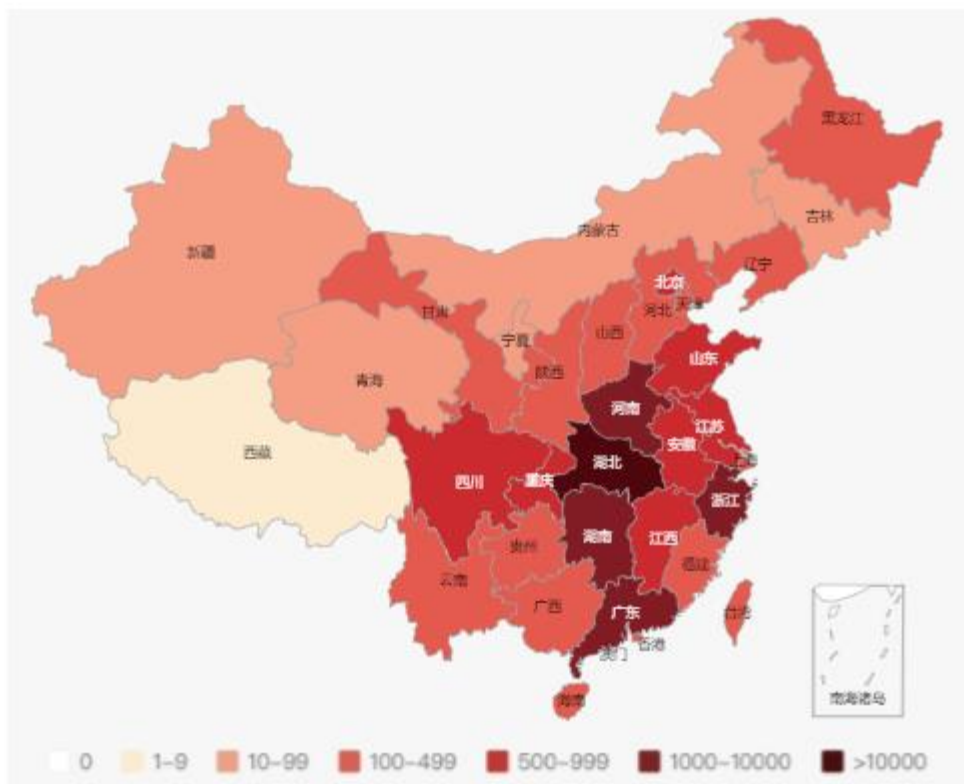 黑龙江
吉林
内蒙古
新疆
辽宁
北京
天津
河北
甘肃
宁夏
山西
山东
陕西
青海
河南
江苏
安徽
西藏
湖北
上海
重庆
四川
浙江
湖南
江西
贵州
福建
云南
广西
广东
台湾
香港
澳门
海南
南海诸岛
0 1-9 10-99 100-499 500-999 1000-10000 >10000